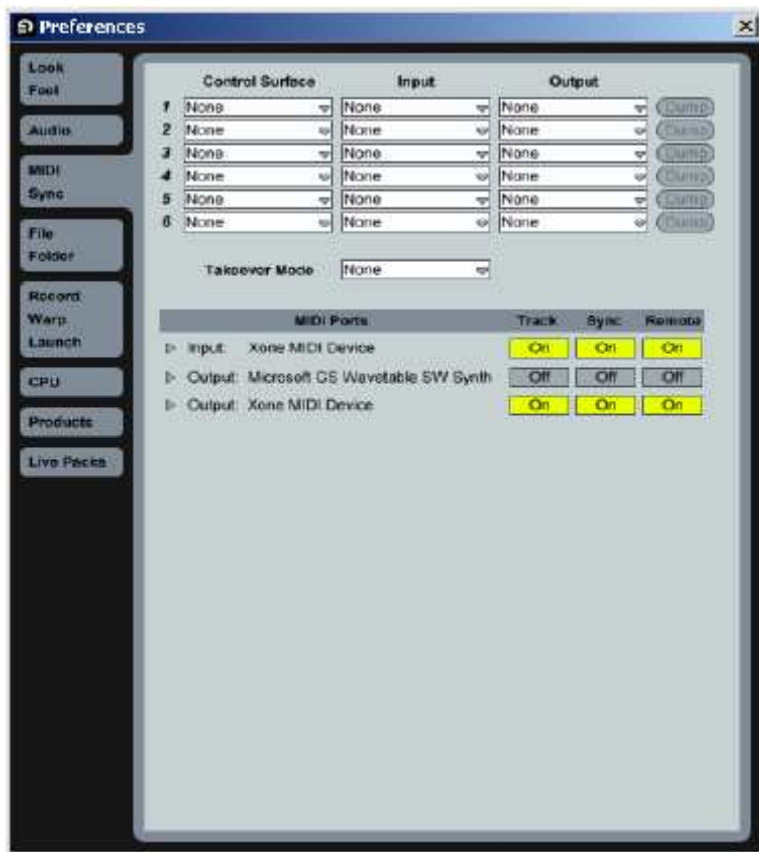 Preferences
Look
Feel
Audio
MIDI
Sync
File
Folder
Record
Warp
Launch
CPU
Products
Live Packs
Control Surface Input Output
1 None None None Dump
2 None None None Dump
3 None None None Dump
4 None None None Dump
5 None None None Dump
6 None None None Dump
Takeover Mode None
MIDI Ports Track Sync Remote
Input: Xone MIDI Device On On On
Output: Microsoft GS Wavetable SW Synth Off Off Off
Output: Xone MIDI Device On On On